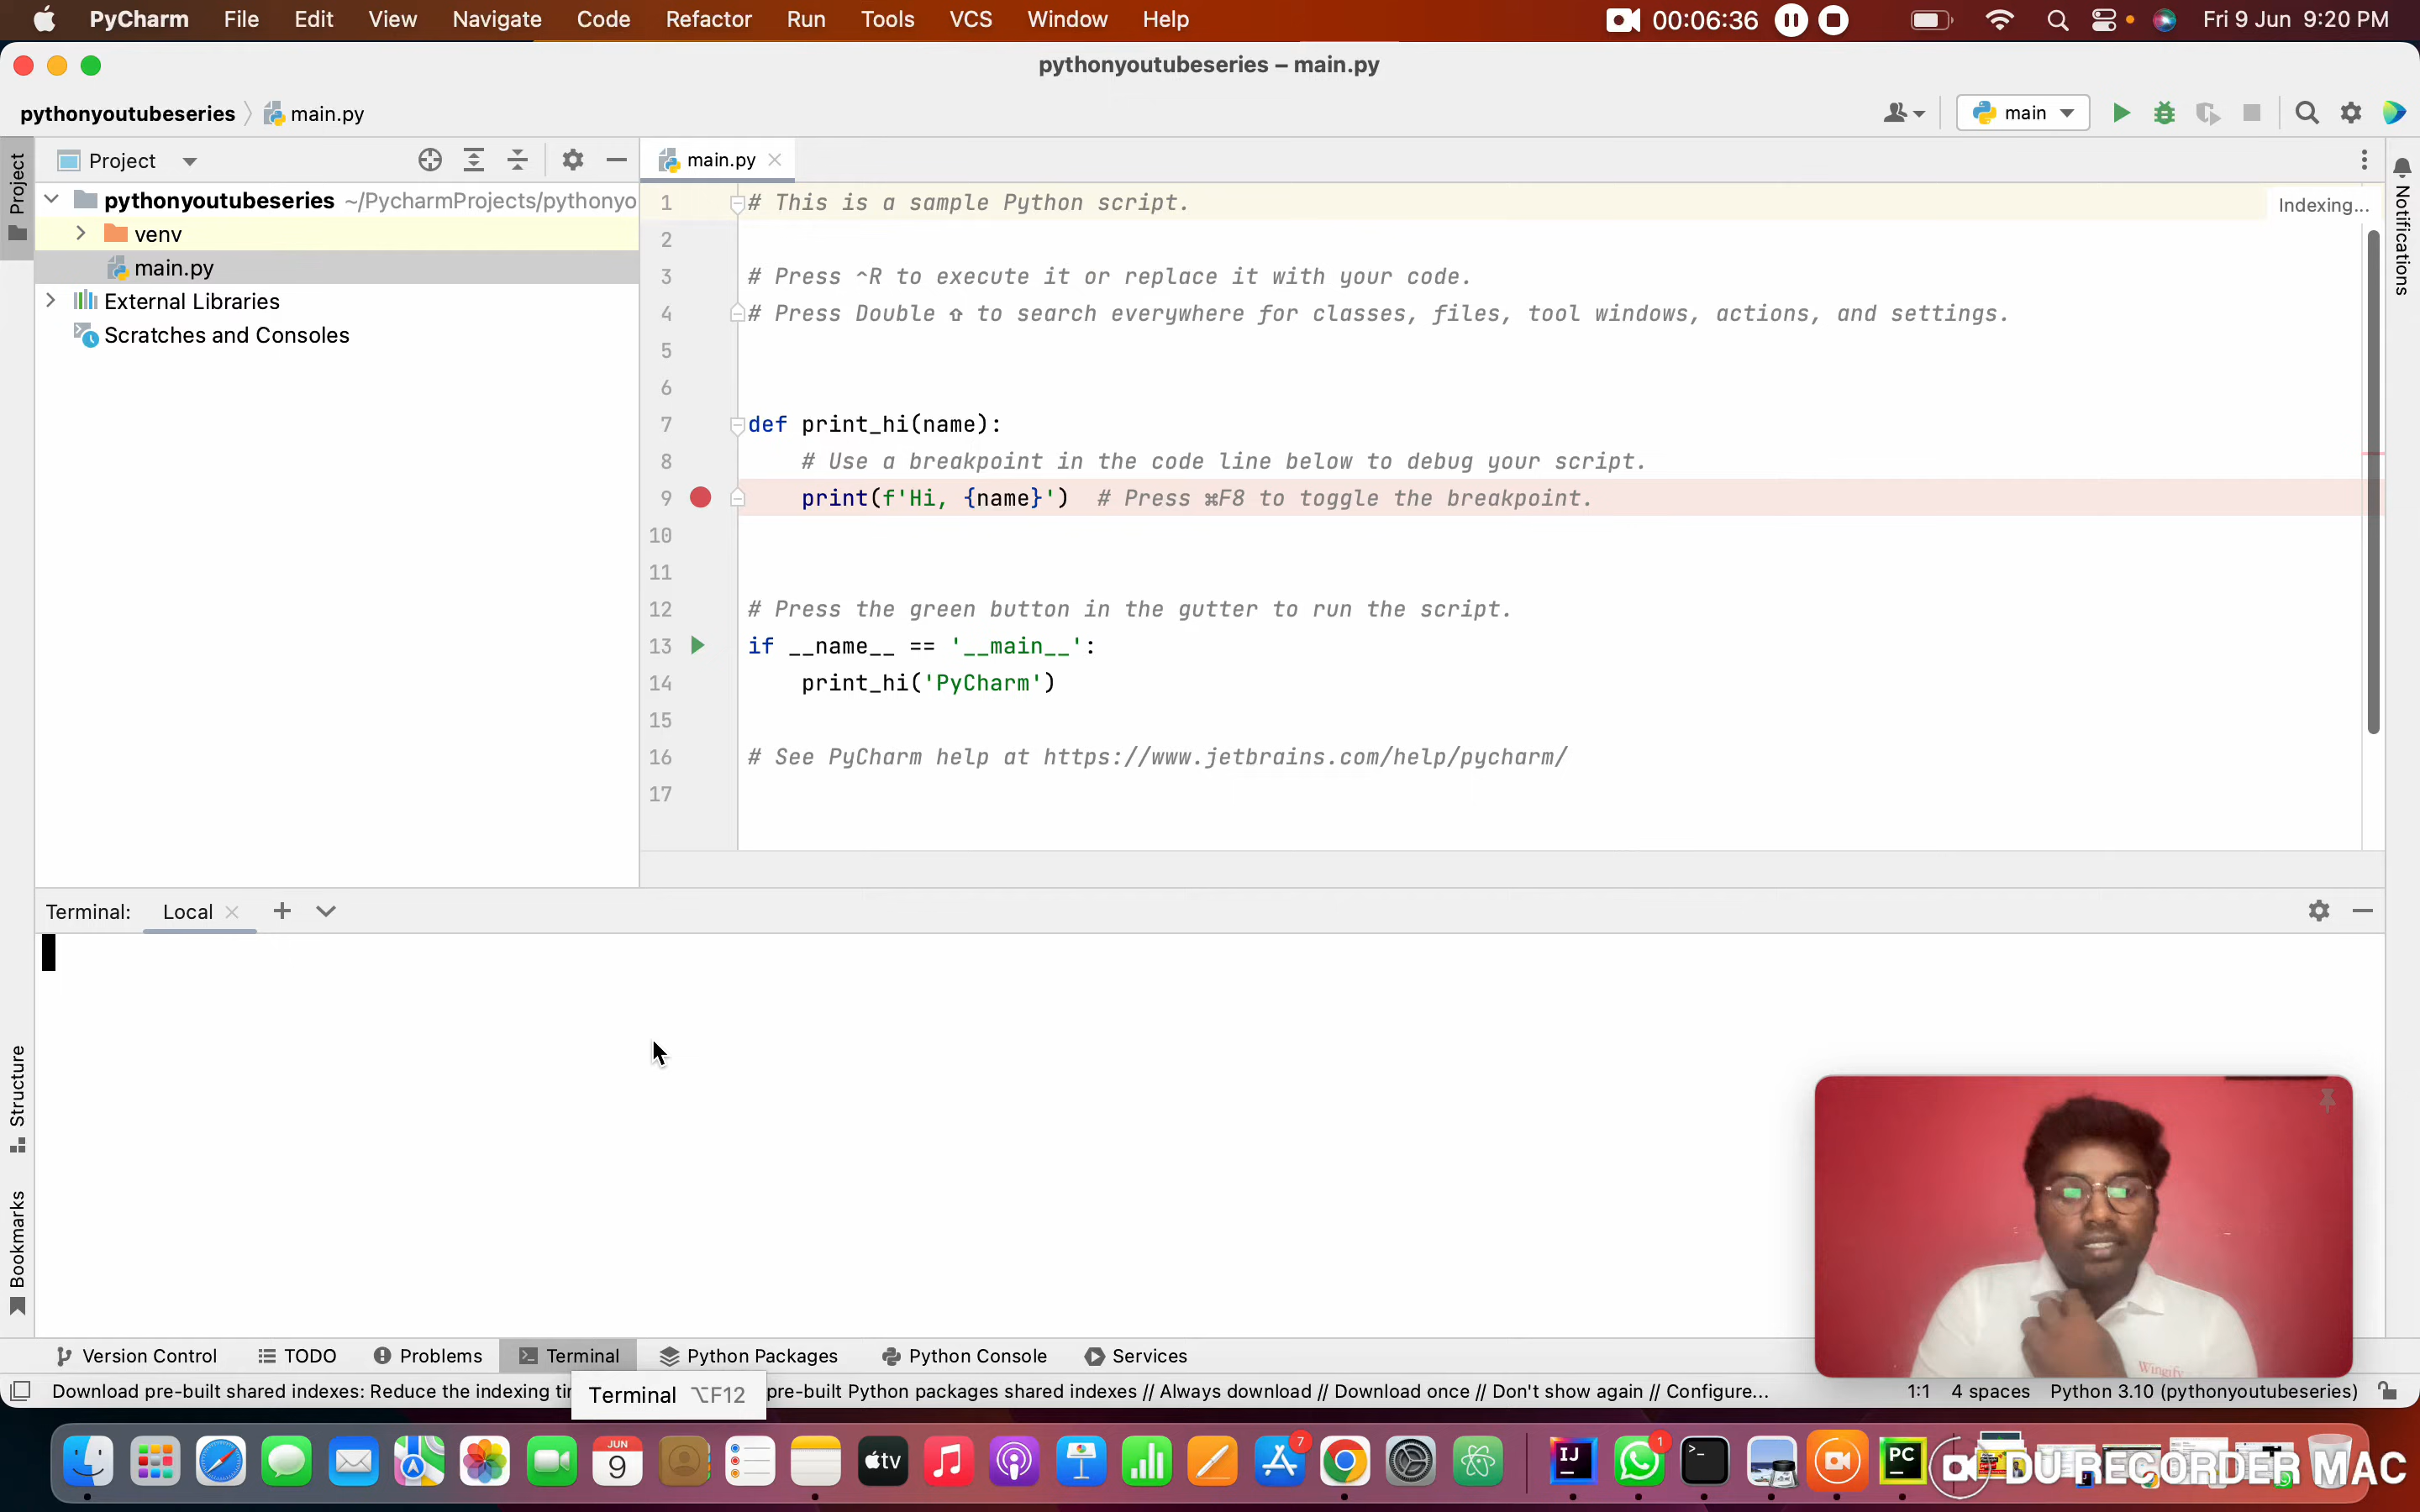 PyCharm File Edit View Navigate Code Refactor Run Tools VCS Window Help 00:06:36 Fri 9 Jun 9:20 PM
pythonyoutubeseries – main.py
pythonyoutubeseries main.py main
Project
Project
main.py
pythonyoutubeseries ~/PycharmProjects/pythonyo
venv
main.py
External Libraries
Scratches and Consoles
1 # This is a sample Python script.
Indexing...
2
3 # Press ^R to execute it or replace it with your code.
4 # Press Double ⇧ to search everywhere for classes, files, tool windows, actions, and settings.
5
6
7 def print_hi(name):
8 # Use a breakpoint in the code line below to debug your script.
9 print(f'Hi, {name}') # Press ⌘F8 to toggle the breakpoint.
10
11
12 # Press the green button in the gutter to run the script.
13 if __name__ == '__main__':
14 print_hi('PyCharm')
15
16 # See PyCharm help at https://www.jetbrains.com/help/pycharm/
17
Notifications
Terminal: Local
Structure
Bookmarks
Wingify
Version Control TODO Problems Terminal Python Packages Python Console Services
Download pre-built shared indexes: Reduce the indexing ti
Terminal ⌥F12
pre-built Python packages shared indexes // Always download // Download once // Don't show again // Configure...
1:1 4 spaces Python 3.10 (pythonyoutubeseries)
JUN
9
tv
7
IJ
1
>_
PC
DU RECORDER MAC